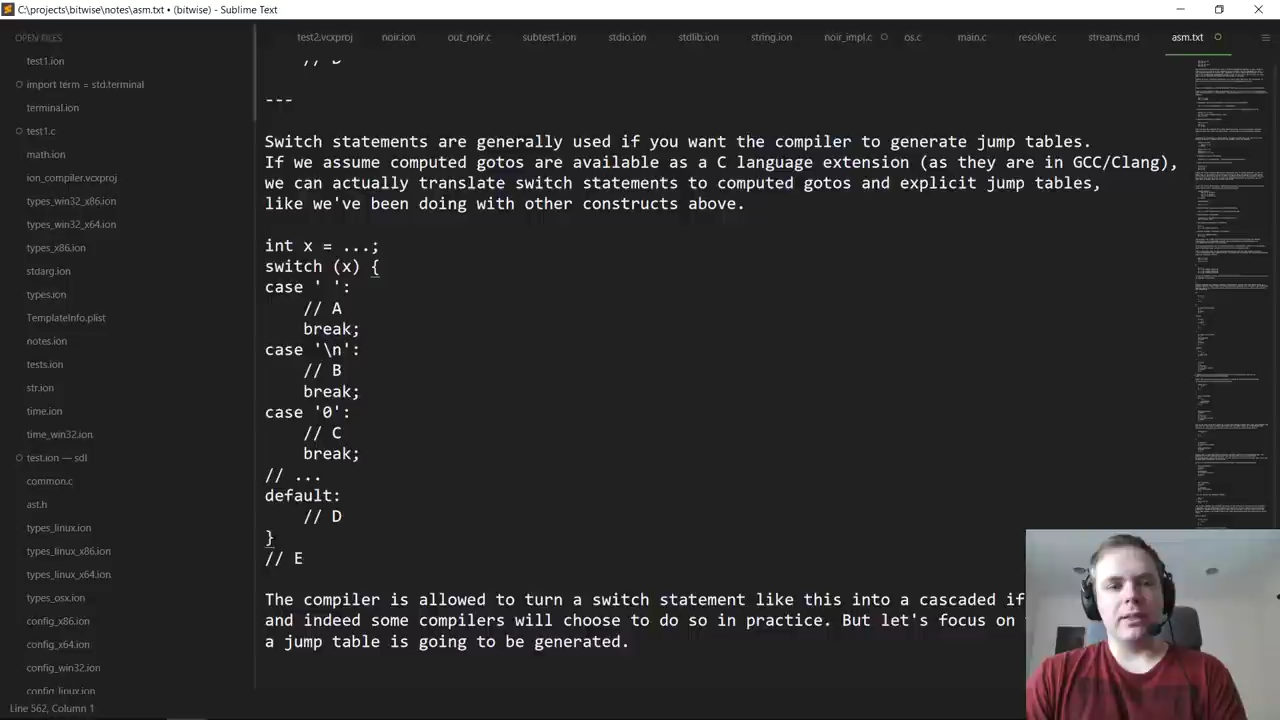 C:\projects\bitwise\notes\asm.txt • (bitwise) - Sublime Text
OPEN FILES
test1.ion
import term = std.terminal
terminal.ion
test1.c
math.ion
ion_compiler.vcxproj
types_win32_x86.ion
types_win32_x64.ion
types_x86.ion
stdarg.ion
types.ion
TemplateInfo.plist
notes.ion
tests.ion
str.ion
time.ion
time_win32.ion
test.ion — sdl
common.c
ast.h
types_linux.ion
types_linux_x86.ion
types_linux_x64.ion
types_osx.ion
config_x86.ion
config_x64.ion
config_win32.ion
config_linux.ion
Line 562, Column 1
test2.vcxproj noir.ion out_noir.c subtest1.ion stdio.ion stdlib.ion string.ion noir_impl.c os.c main.c resolve.c streams.md asm.txt
---
Switch statements are generally used if you want the compiler to generate jump tables.
If we assume computed gotos are available as a C language extension (as they are in GCC/Clang),
we can manually translate switch statements to computed gotos and explicit jump tables,
like we've been doing with other constructs above.
int x = ...;
switch (x) {
case ' ':
// A
break;
case '\n':
// B
break;
case '0':
// C
break;
// ...
default:
// D
}
// E
The compiler is allowed to turn a switch statement like this into a cascaded if
and indeed some compilers will choose to do so in practice. But let's focus on
a jump table is going to be generated.